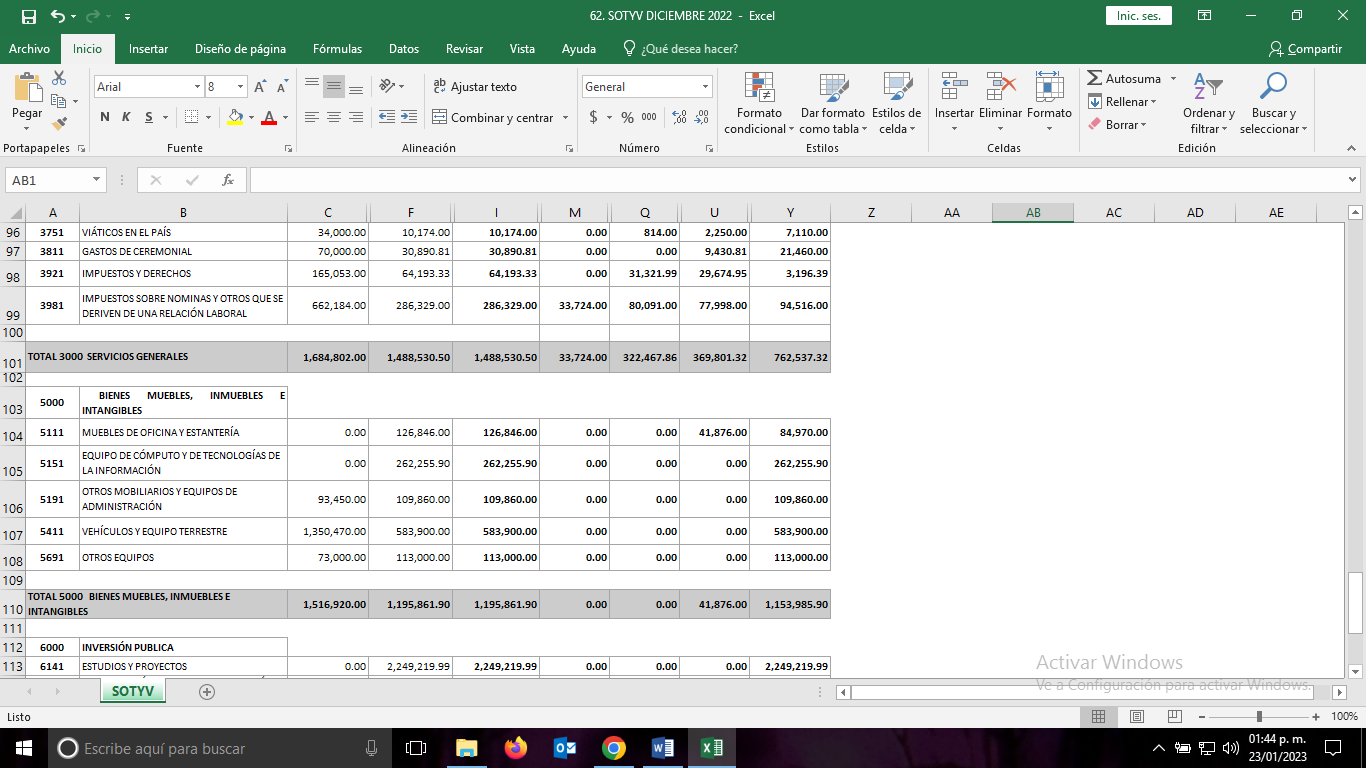 62. SOTYV DICIEMBRE 2022 - Excel
Inic. ses.
Archivo Inicio Insertar Diseño de página Fórmulas Datos Revisar Vista Ayuda ¿Qué desea hacer? Compartir
Pegar
Arial 8
N K S
Ajustar texto
Combinar y centrar
General
$ % 000
Formato condicional
Dar formato como tabla
Estilos de celda
Insertar Eliminar Formato
Autosuma
Rellenar
Borrar
Ordenar y filtrar
Buscar y seleccionar
Portapapeles Fuente Alineación Número Estilos Celdas Edición
AB1 fx
A B C F I M Q U Y Z AA AB AC AD AE
96 3751 VIÁTICOS EN EL PAÍS 34,000.00 10,174.00 10,174.00 0.00 814.00 2,250.00 7,110.00
97 3811 GASTOS DE CEREMONIAL 70,000.00 30,890.81 30,890.81 0.00 0.00 9,430.81 21,460.00
98 3921 IMPUESTOS Y DERECHOS 165,053.00 64,193.33 64,193.33 0.00 31,321.99 29,674.95 3,196.39
99 3981 IMPUESTOS SOBRE NOMINAS Y OTROS QUE SE
DERIVEN DE UNA RELACIÓN LABORAL 662,184.00 286,329.00 286,329.00 33,724.00 80,091.00 77,998.00 94,516.00
100
101 TOTAL 3000 SERVICIOS GENERALES 1,684,802.00 1,488,530.50 1,488,530.50 33,724.00 322,467.86 369,801.32 762,537.32
102
103 5000 BIENES MUEBLES, INMUEBLES E
INTANGIBLES
104 5111 MUEBLES DE OFICINA Y ESTANTERÍA 0.00 126,846.00 126,846.00 0.00 0.00 41,876.00 84,970.00
105 5151 EQUIPO DE CÓMPUTO Y DE TECNOLOGÍAS DE
LA INFORMACIÓN 0.00 262,255.90 262,255.90 0.00 0.00 0.00 262,255.90
106 5191 OTROS MOBILIARIOS Y EQUIPOS DE
ADMINISTRACIÓN 93,450.00 109,860.00 109,860.00 0.00 0.00 0.00 109,860.00
107 5411 VEHÍCULOS Y EQUIPO TERRESTRE 1,350,470.00 583,900.00 583,900.00 0.00 0.00 0.00 583,900.00
108 5691 OTROS EQUIPOS 73,000.00 113,000.00 113,000.00 0.00 0.00 0.00 113,000.00
109
110 TOTAL 5000 BIENES MUEBLES, INMUEBLES E
INTANGIBLES 1,516,920.00 1,195,861.90 1,195,861.90 0.00 0.00 41,876.00 1,153,985.90
111
112 6000 INVERSIÓN PUBLICA
113 6141 ESTUDIOS Y PROYECTOS 0.00 2,249,219.99 2,249,219.99 0.00 0.00 0.00 2,249,219.99
Activar Windows
Ve a Configuración para activar Windows.
SOTYV
Listo 100%
Escribe aquí para buscar
01:44 p. m.
23/01/2023